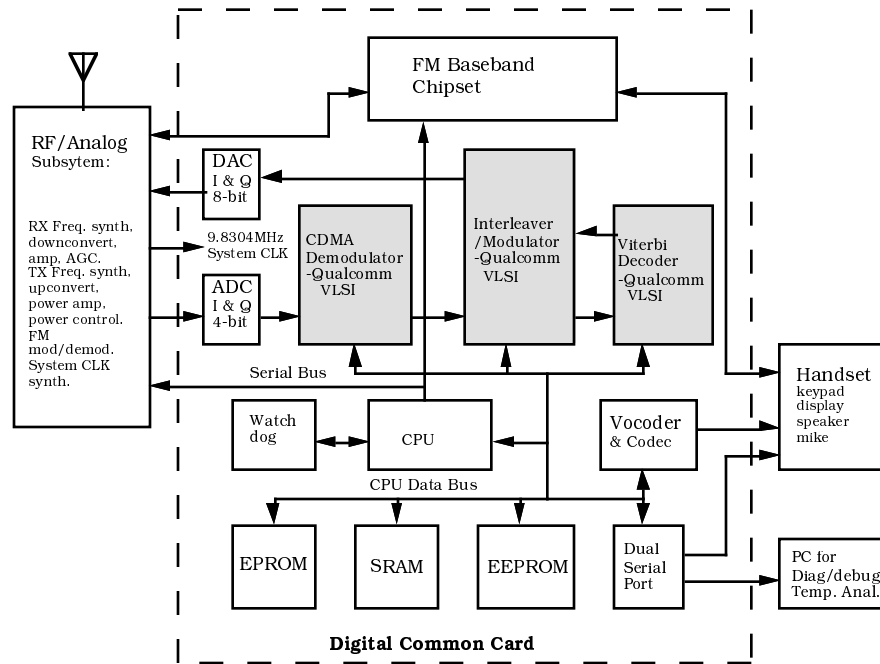 FM Baseband
Chipset
RF/Analog
Subsytem:
RX Freq. synth,
downconvert,
amp, AGC.
TX Freq. synth,
upconvert,
power amp,
power control.
FM
mod/demod.
System CLK
synth.
DAC
I & Q
8-bit
9.8304MHz
System CLK
ADC
I & Q
4-bit
CDMA
Demodulator
-Qualcomm
VLSI
Interleaver
/Modulator
-Qualcomm
VLSI
Viterbi
Decoder
-Qualcomm
VLSI
Serial Bus
Watch
dog
CPU
Vocoder
& Codec
Handset
keypad
display
speaker
mike
CPU Data Bus
EPROM
SRAM
EEPROM
Dual
Serial
Port
PC for
Diag/debug
Temp. Anal.
Digital Common Card